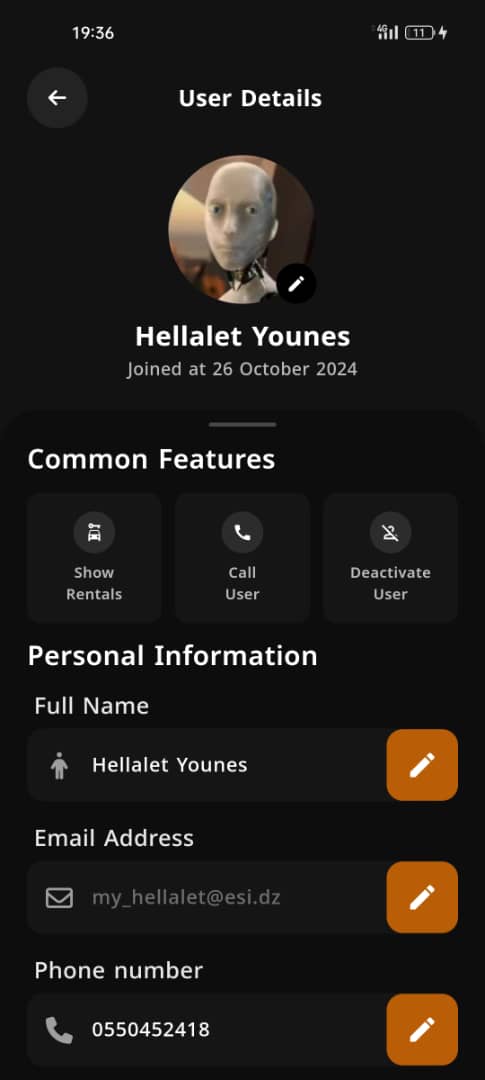 19:36
4G
11
User Details
Hellalet Younes
Joined at 26 October 2024
Common Features
Show
Rentals
Call
User
Deactivate
User
Personal Information
Full Name
Hellalet Younes
Email Address
my_hellalet@esi.dz
Phone number
0550452418